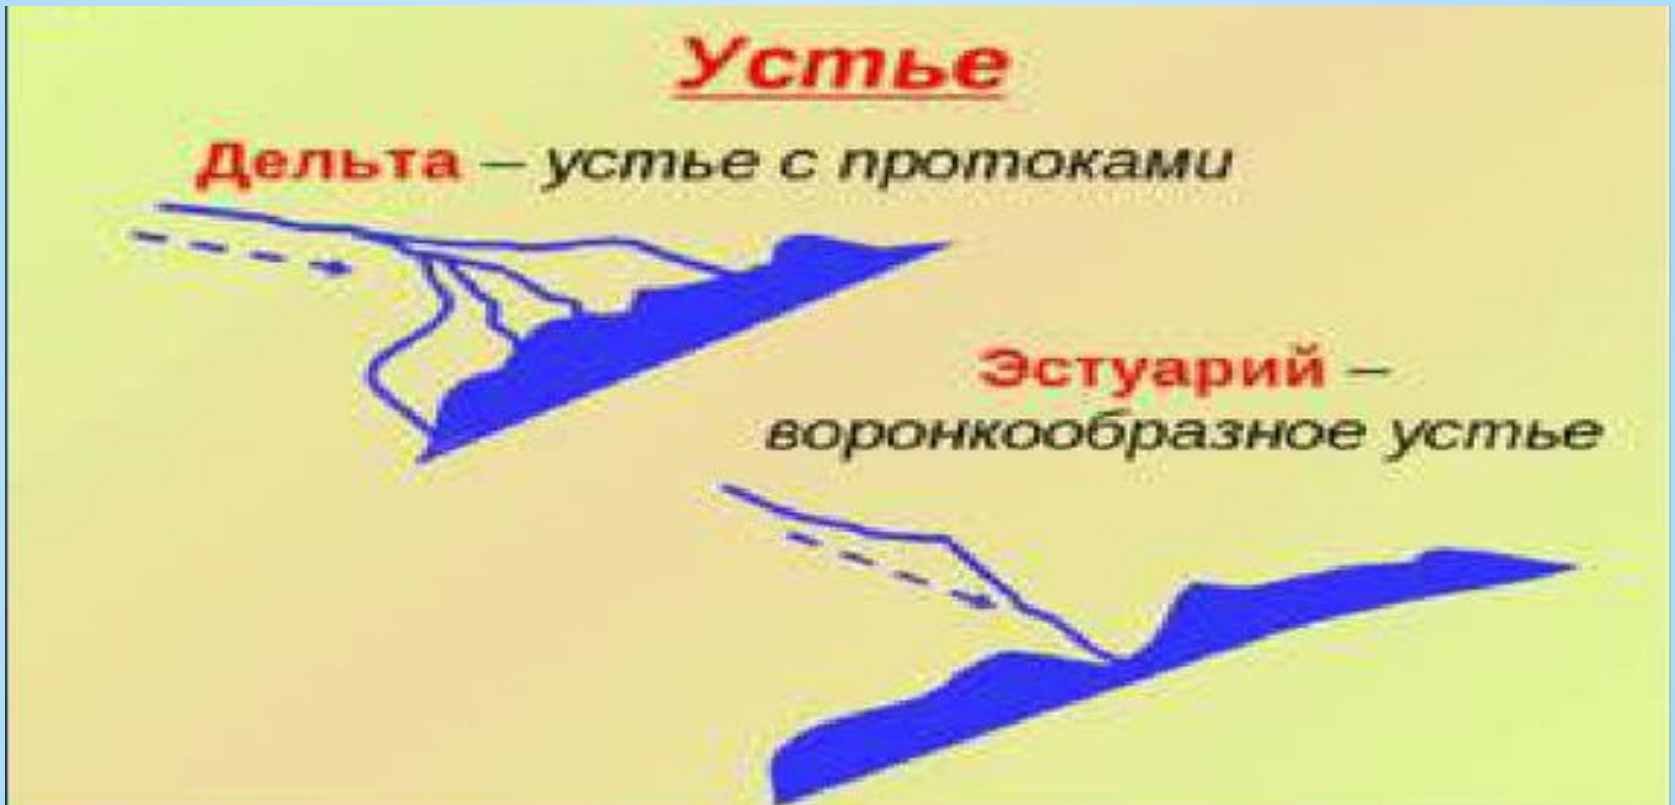 Устье
Дельта – устье с протоками
Эстуарий –
воронкообразное устье